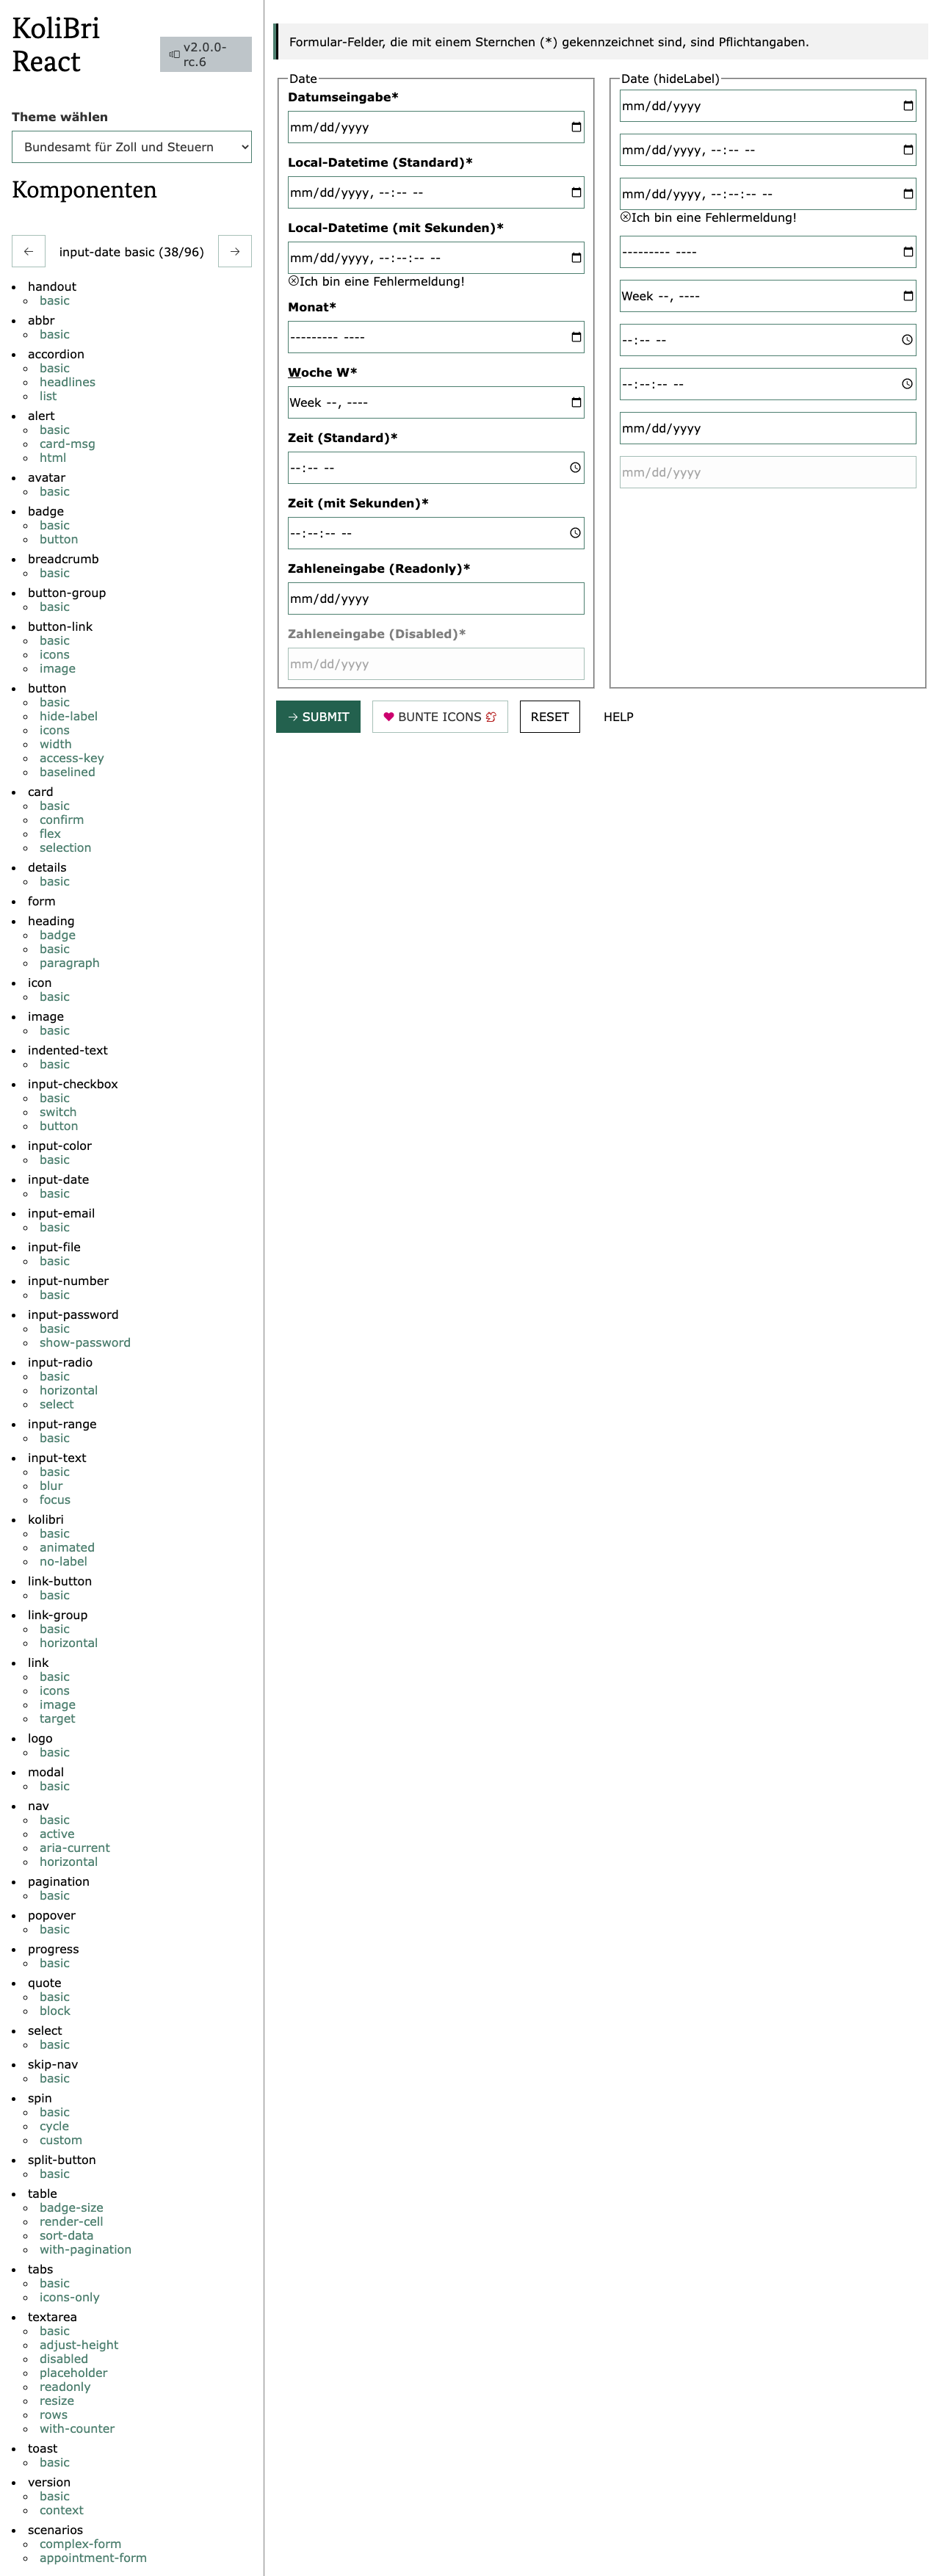 KoliBri
React
v2.0.0-
rc.6
Theme wählen
Bundesamt für Zoll und Steuern
Komponenten
← input-date basic (38/96) →
handout
basic
abbr
basic
accordion
basic
headlines
list
alert
basic
card-msg
html
avatar
basic
badge
basic
button
breadcrumb
basic
button-group
basic
button-link
basic
icons
image
button
basic
hide-label
icons
width
access-key
baselined
card
basic
confirm
flex
selection
details
basic
form
heading
badge
basic
paragraph
icon
basic
image
basic
indented-text
basic
input-checkbox
basic
switch
button
input-color
basic
input-date
basic
input-email
basic
input-file
basic
input-number
basic
input-password
basic
show-password
input-radio
basic
horizontal
select
input-range
basic
input-text
basic
blur
focus
kolibri
basic
animated
no-label
link-button
basic
link-group
basic
horizontal
link
basic
icons
image
target
logo
basic
modal
basic
nav
basic
active
aria-current
horizontal
pagination
basic
popover
basic
progress
basic
quote
basic
block
select
basic
skip-nav
basic
spin
basic
cycle
custom
split-button
basic
table
badge-size
render-cell
sort-data
with-pagination
tabs
basic
icons-only
textarea
basic
adjust-height
disabled
placeholder
readonly
resize
rows
with-counter
toast
basic
version
basic
context
scenarios
complex-form
appointment-form
Formular-Felder, die mit einem Sternchen (*) gekennzeichnet sind, sind Pflichtangaben.
Date
Datumseingabe*
mm/dd/yyyy
Local-Datetime (Standard)*
mm/dd/yyyy, --:-- --
Local-Datetime (mit Sekunden)*
mm/dd/yyyy, --:--:-- --
Ich bin eine Fehlermeldung!
Monat*
--------- ----
Woche W*
Week --, ----
Zeit (Standard)*
--:-- --
Zeit (mit Sekunden)*
--:--:-- --
Zahleneingabe (Readonly)*
mm/dd/yyyy
Zahleneingabe (Disabled)*
mm/dd/yyyy
Date (hideLabel)
mm/dd/yyyy
mm/dd/yyyy, --:-- --
mm/dd/yyyy, --:--:-- --
Ich bin eine Fehlermeldung!
--------- ----
Week --, ----
--:-- --
--:--:-- --
mm/dd/yyyy
mm/dd/yyyy
→ SUBMIT BUNTE ICONS RESET HELP